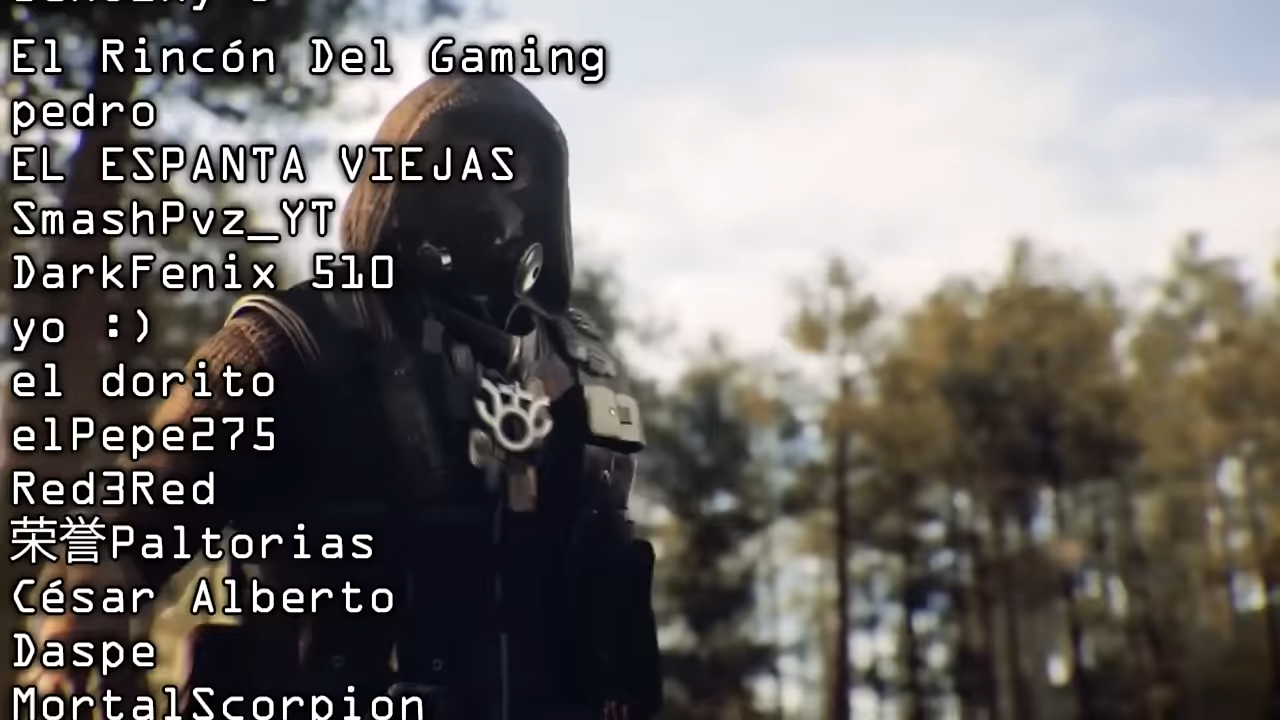 El Rincón Del Gaming
pedro
EL ESPANTA VIEJAS
SmashPvz_YT
DarkFenix 510
yo :)
el dorito
elPepe275
Red3Red
荣誉Paltorias
César Alberto
Daspe
MortalScorpion